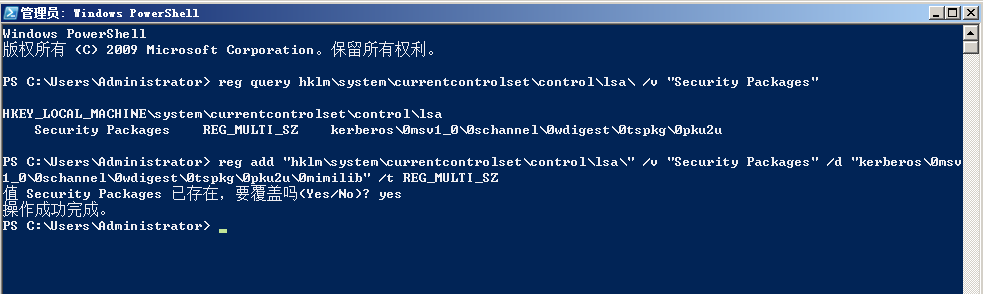 管理员: Windows PowerShell
Windows PowerShell
版权所有 (C) 2009 Microsoft Corporation。保留所有权利。
PS C:\Users\Administrator> reg query hklm\system\currentcontrolset\control\lsa\ /v "Security Packages"
HKEY_LOCAL_MACHINE\system\currentcontrolset\control\lsa
    Security Packages    REG_MULTI_SZ    kerberos\0msv1_0\0schannel\0wdigest\0tspkg\0pku2u
PS C:\Users\Administrator> reg add "hklm\system\currentcontrolset\control\lsa\" /v "Security Packages" /d "kerberos\0msv
1_0\0schannel\0wdigest\0tspkg\0pku2u\0mimilib" /t REG_MULTI_SZ
值 Security Packages 已存在，要覆盖吗(Yes/No)? yes
操作成功完成。
PS C:\Users\Administrator>